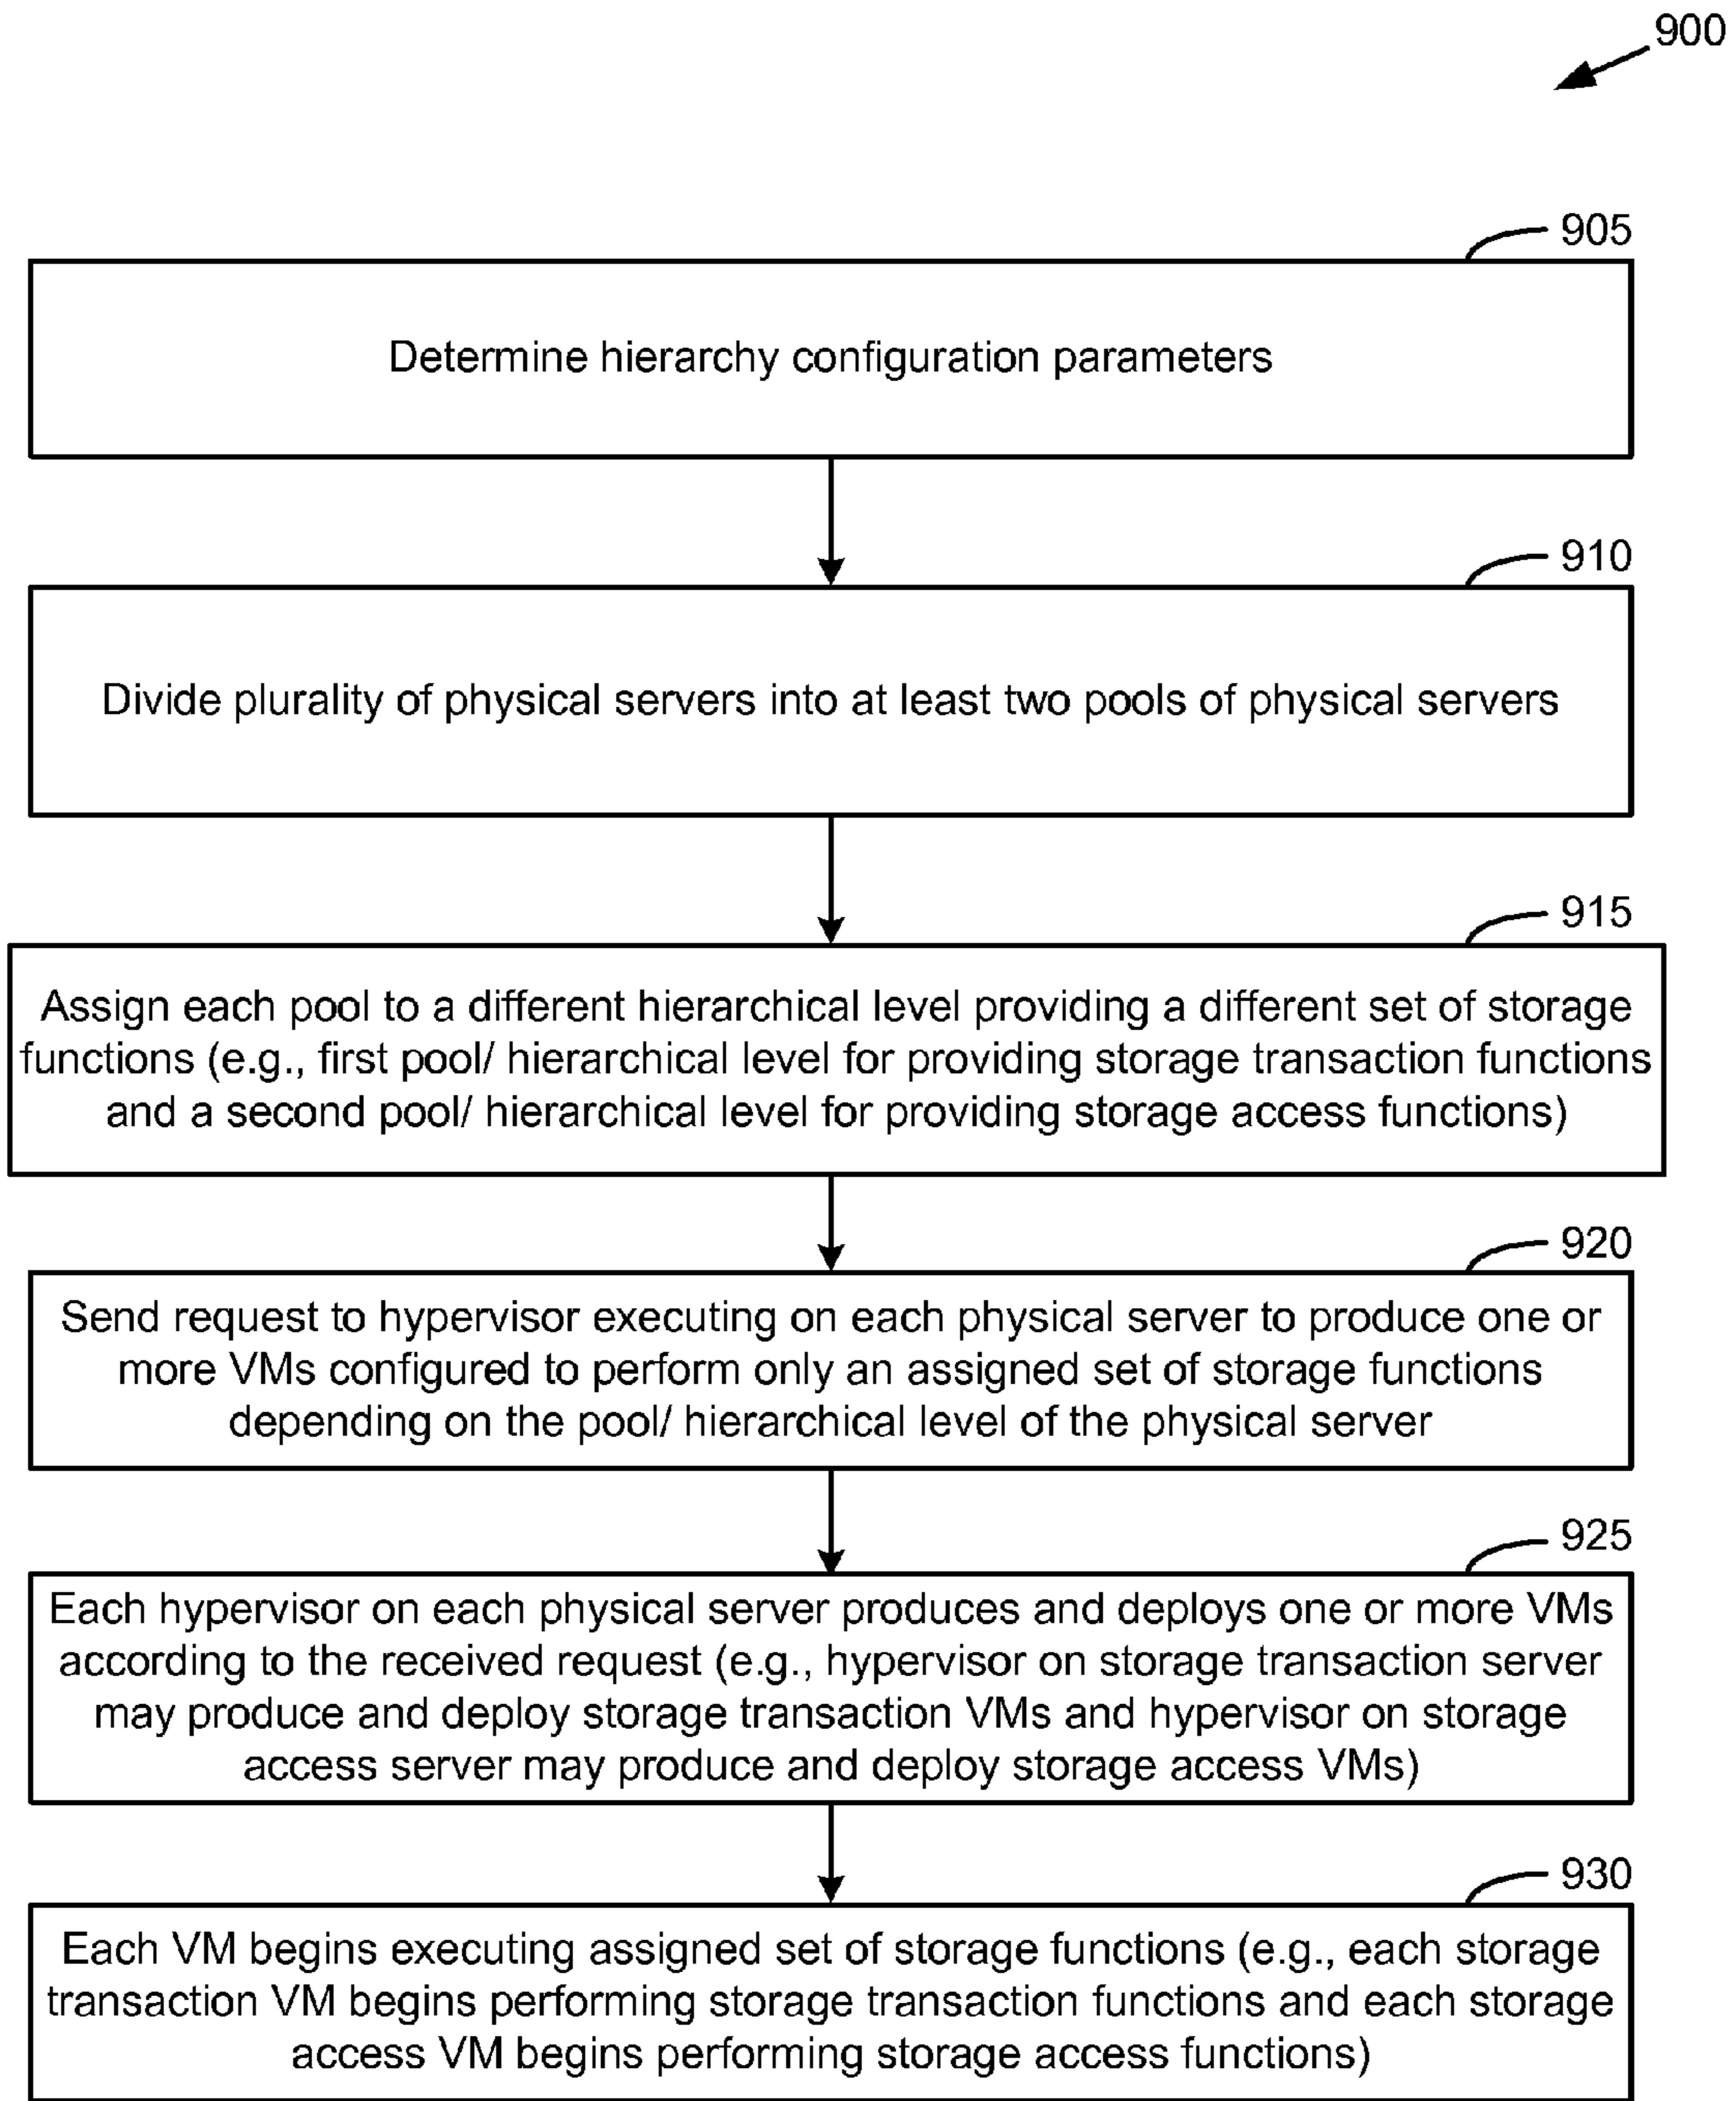 900
905
Determine hierarchy configuration parameters
910
Divide plurality of physical servers into at least two pools of physical servers
915
Assign each pool to a different hierarchical level providing a different set of storage
functions (e.g., first pool/ hierarchical level for providing storage transaction functions
and a second pool/ hierarchical level for providing storage access functions)
920
Send request to hypervisor executing on each physical server to produce one or
more VMs configured to perform only an assigned set of storage functions
depending on the pool/ hierarchical level of the physical server
925
Each hypervisor on each physical server produces and deploys one or more VMs
according to the received request (e.g., hypervisor on storage transaction server
may produce and deploy storage transaction VMs and hypervisor on storage
access server may produce and deploy storage access VMs)
930
Each VM begins executing assigned set of storage functions (e.g., each storage
transaction VM begins performing storage transaction functions and each storage
access VM begins performing storage access functions)